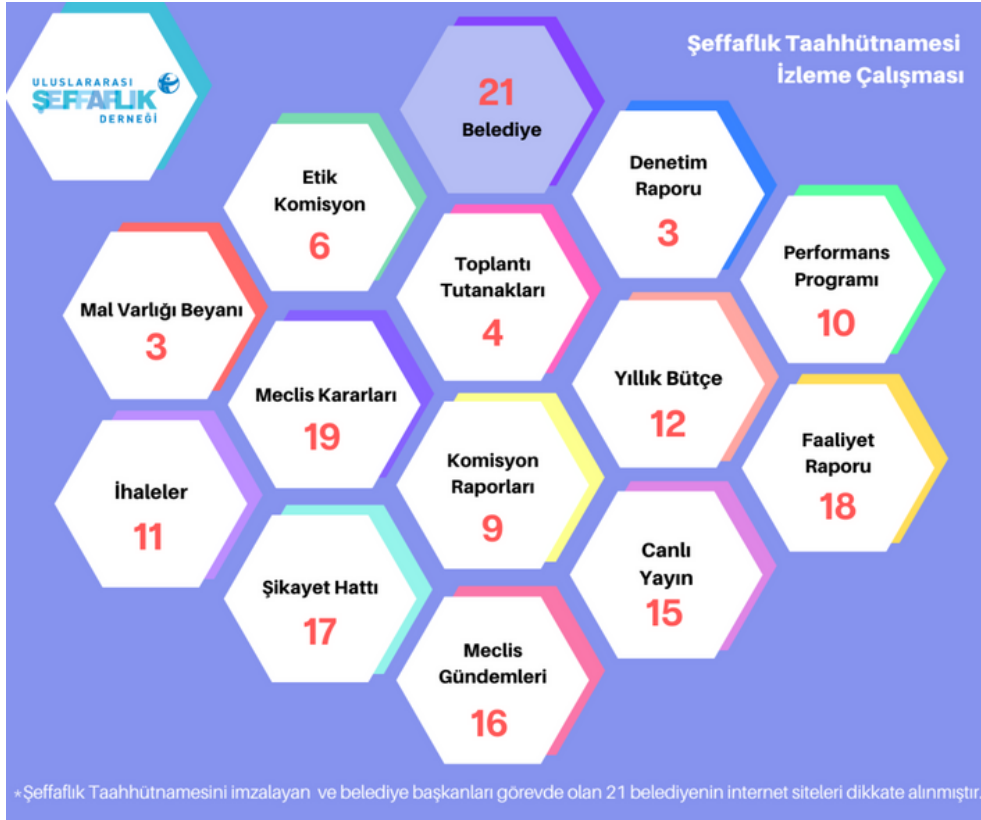 ULUSLARARASI
ŞEFFAFLIK
DERNEĞİ
Şeffaflık Taahhütnamesi
İzleme Çalışması
21
Belediye
Etik
Komisyon
6
Denetim
Raporu
3
Mal Varlığı Beyanı
3
Toplantı
Tutanakları
4
Performans
Programı
10
Meclis Kararları
19
Yıllık Bütçe
12
İhaleler
11
Komisyon
Raporları
9
Faaliyet
Raporu
18
Şikayet Hattı
17
Canlı
Yayın
15
Meclis
Gündemleri
16
*Şeffaflık Taahhütnamesini imzalayan ve belediye başkanları görevde olan 21 belediyenin internet siteleri dikkate alınmıştır.